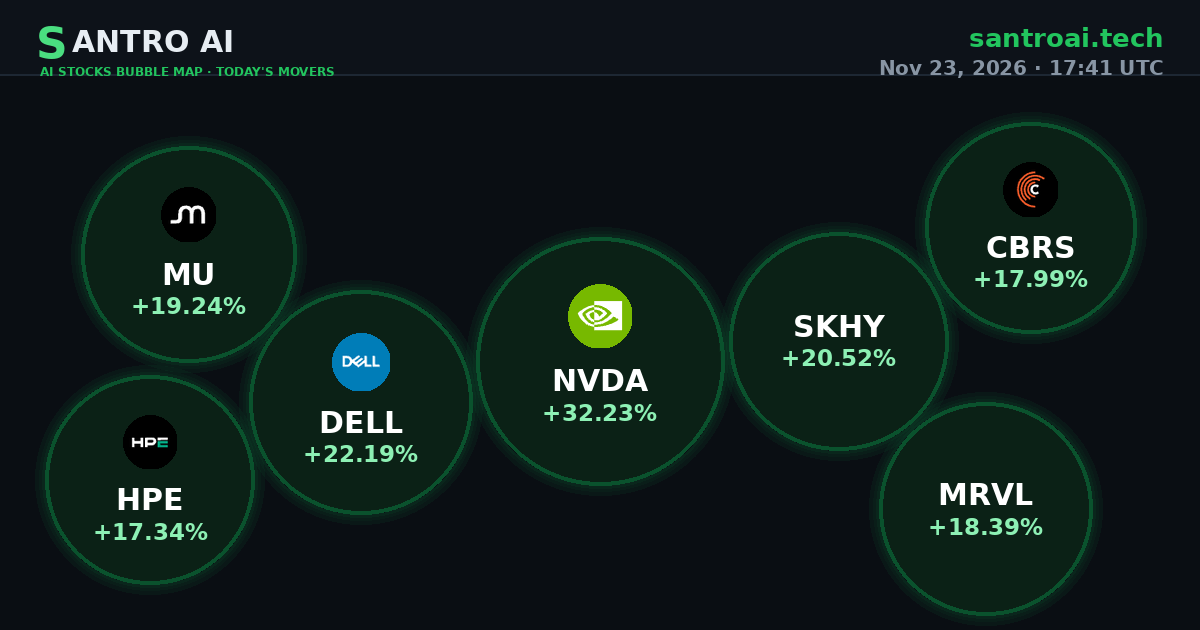 SANTRO AI
AI STOCKS BUBBLE MAP · TODAY'S MOVERS
santroai.tech
Nov 23, 2026 · 17:41 UTC
MU
+19.24%
HPE
HPE
+17.34%
DELL
DELL
+22.19%
NVDA
+32.23%
SKHY
+20.52%
C
CBRS
+17.99%
MRVL
+18.39%